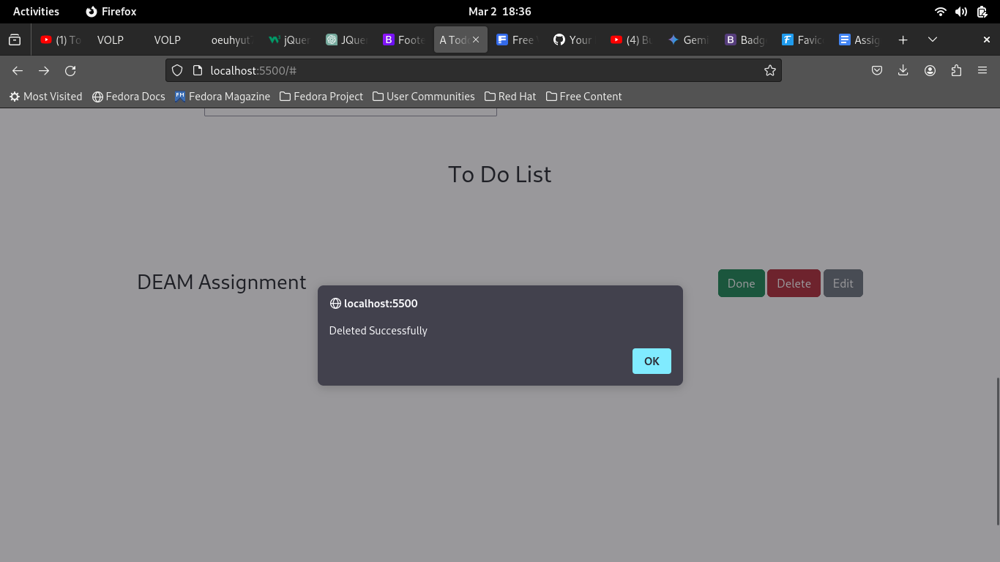 Activities Firefox Mar 2 18:36
(1) To VOLP VOLP oeuhyut jQuer JQue Foote A Tod Free Your (4) Bu Gemi Badg Favic Assig
localhost:5500/#
Most Visited Fedora Docs Fedora Magazine Fedora Project User Communities Red Hat Free Content
To Do List
DEAM Assignment Done Delete Edit
localhost:5500
Deleted Successfully
OK